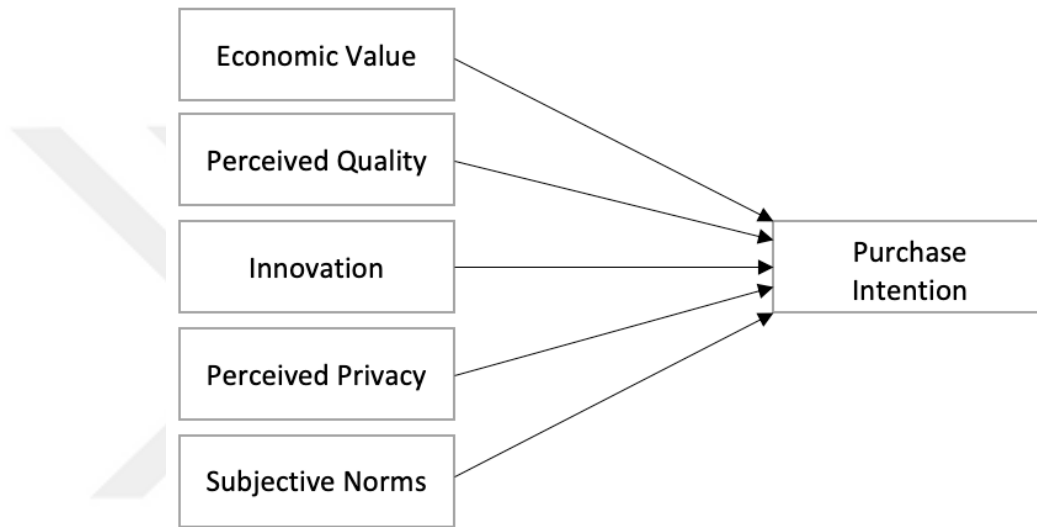 Economic Value
Perceived Quality
Innovation
Purchase
Intention
Perceived Privacy
Subjective Norms